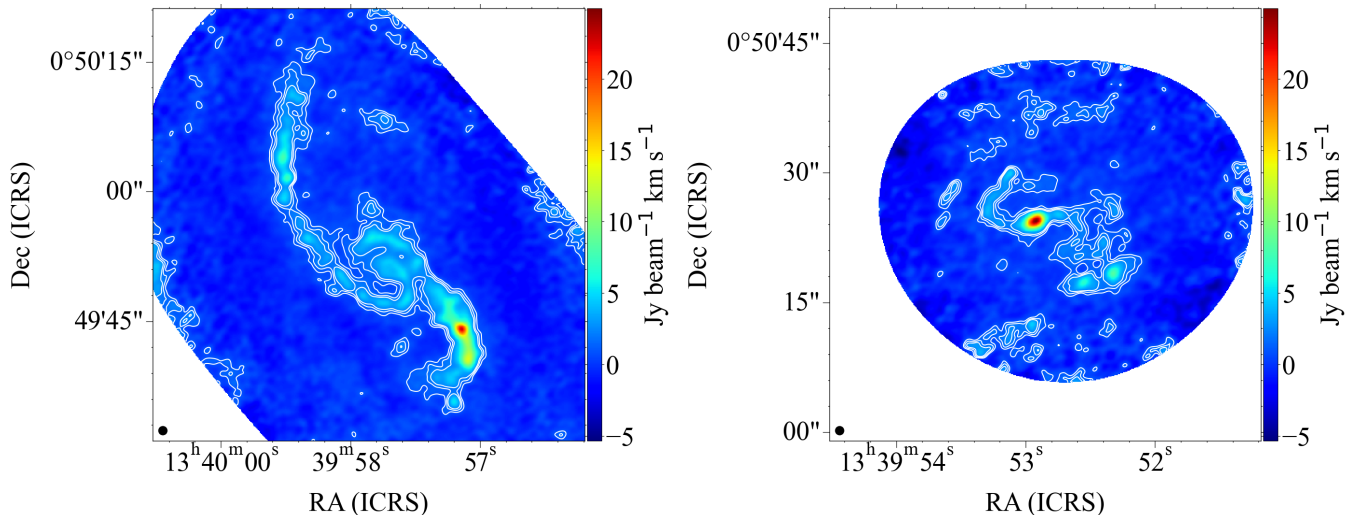 0°50'15"
00"
49'45"
Dec (ICRS)
13ʰ40ᵐ00ˢ
39ᵐ58ˢ
57ˢ
RA (ICRS)
20
15
10
5
0
−5
Jy beam⁻¹ km s⁻¹
0°50'45"
30"
15"
00"
Dec (ICRS)
13ʰ39ᵐ54ˢ
53ˢ
52ˢ
RA (ICRS)
20
15
10
5
0
−5
Jy beam⁻¹ km s⁻¹